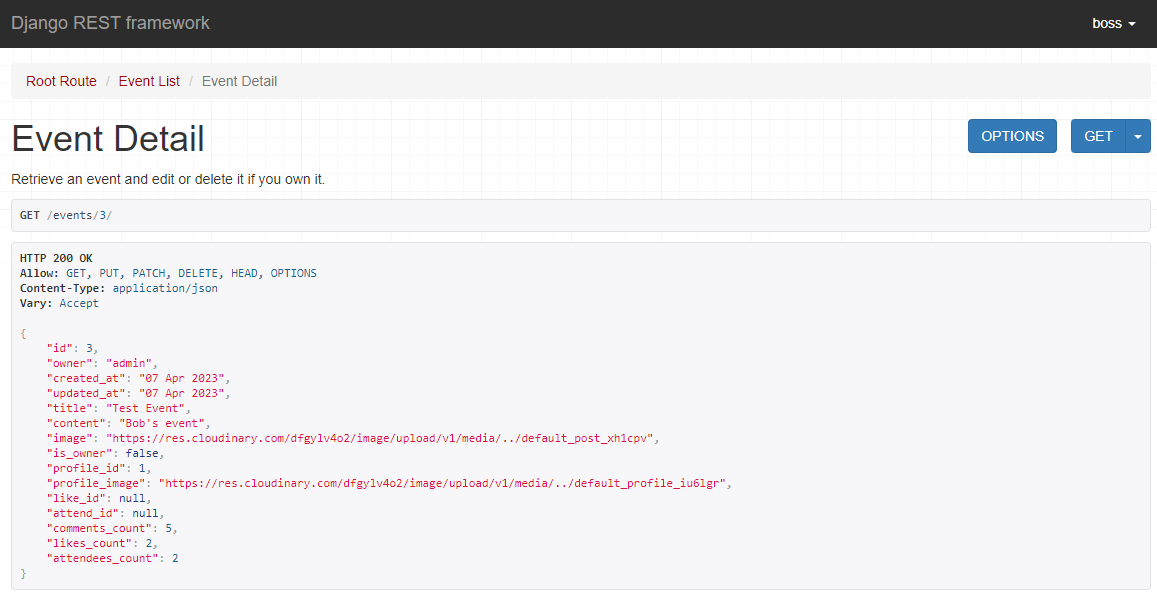 Django REST framework
boss
Root Route / Event List / Event Detail
Event Detail
OPTIONS
GET
Retrieve an event and edit or delete it if you own it.
GET /events/3/
HTTP 200 OK
Allow: GET, PUT, PATCH, DELETE, HEAD, OPTIONS
Content-Type: application/json
Vary: Accept
{
    "id": 3,
    "owner": "admin",
    "created_at": "07 Apr 2023",
    "updated_at": "07 Apr 2023",
    "title": "Test Event",
    "content": "Bob's event",
    "image": "https://res.cloudinary.com/dfgylv4o2/image/upload/v1/media/../default_post_xh1cpv",
    "is_owner": false,
    "profile_id": 1,
    "profile_image": "https://res.cloudinary.com/dfgylv4o2/image/upload/v1/media/../default_profile_iu6lgr",
    "like_id": null,
    "attend_id": null,
    "comments_count": 5,
    "likes_count": 2,
    "attendees_count": 2
}